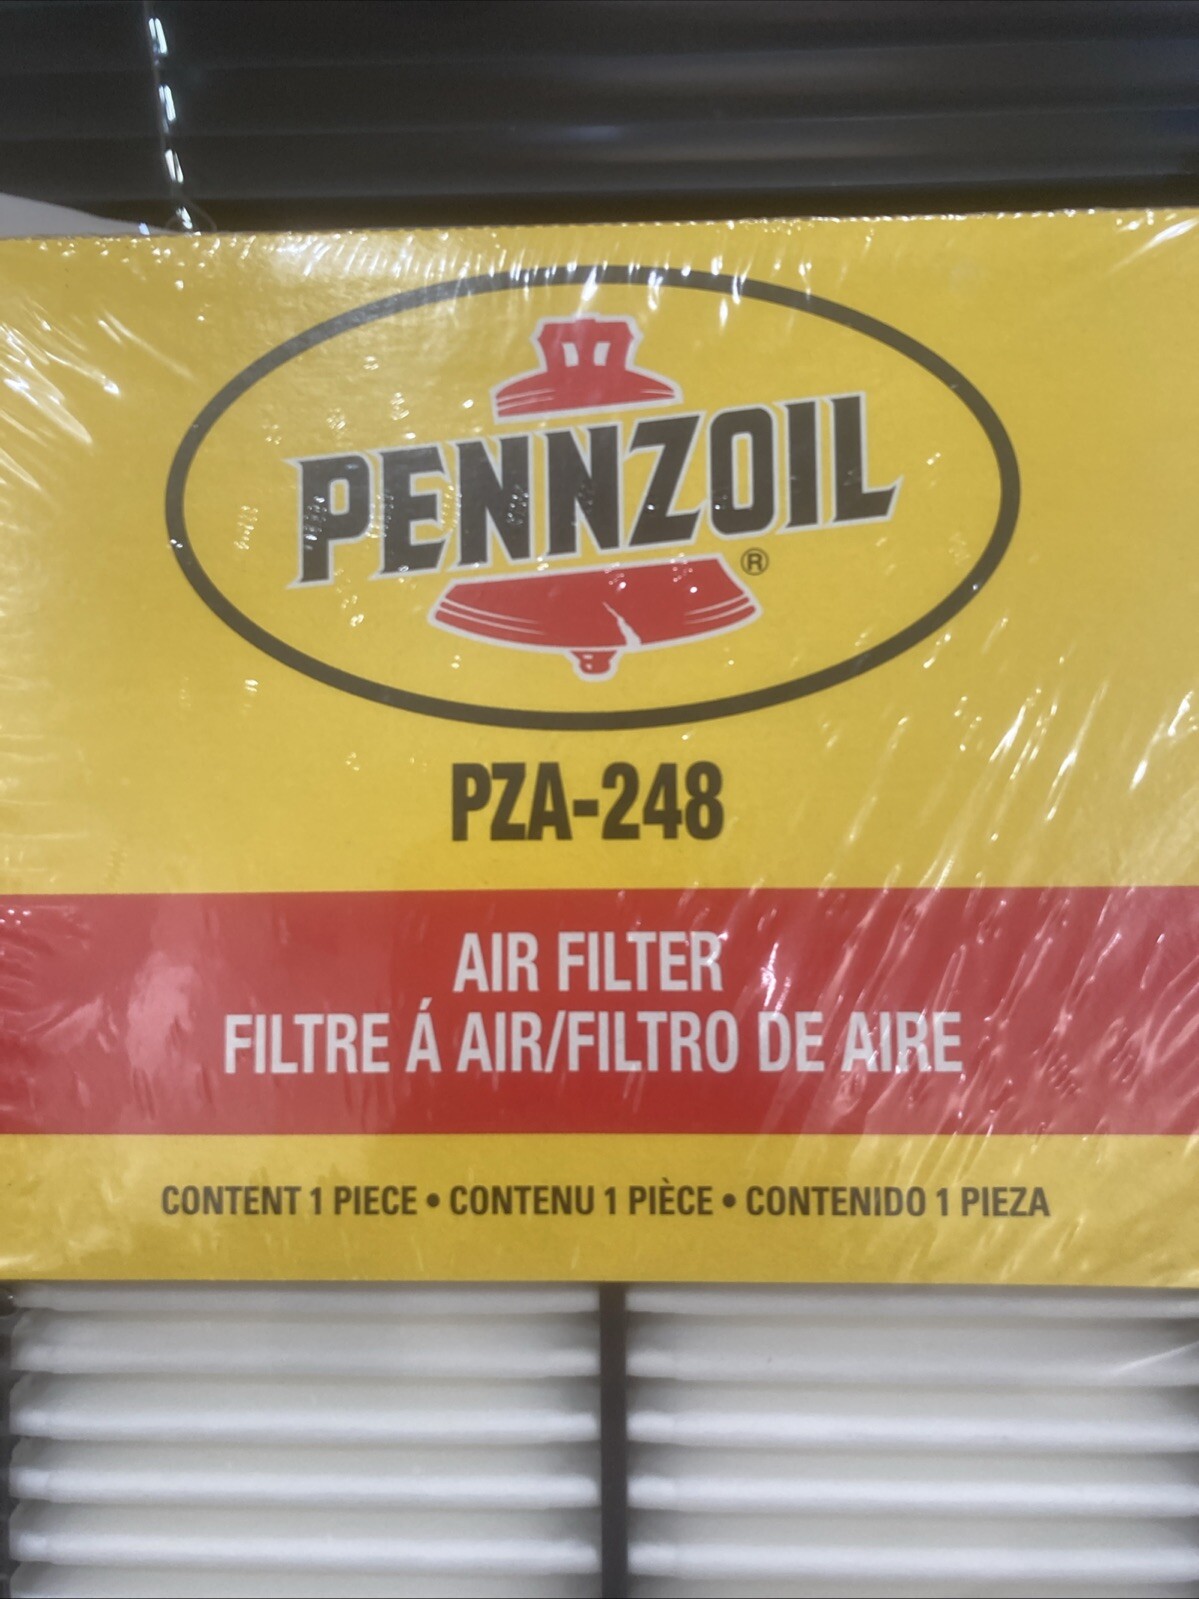 PENNZOIL®
PZA-248
AIR FILTER
FILTRE Á AIR/FILTRO DE AIRE
CONTENT 1 PIECE • CONTENU 1 PIÈCE • CONTENIDO 1 PIEZA